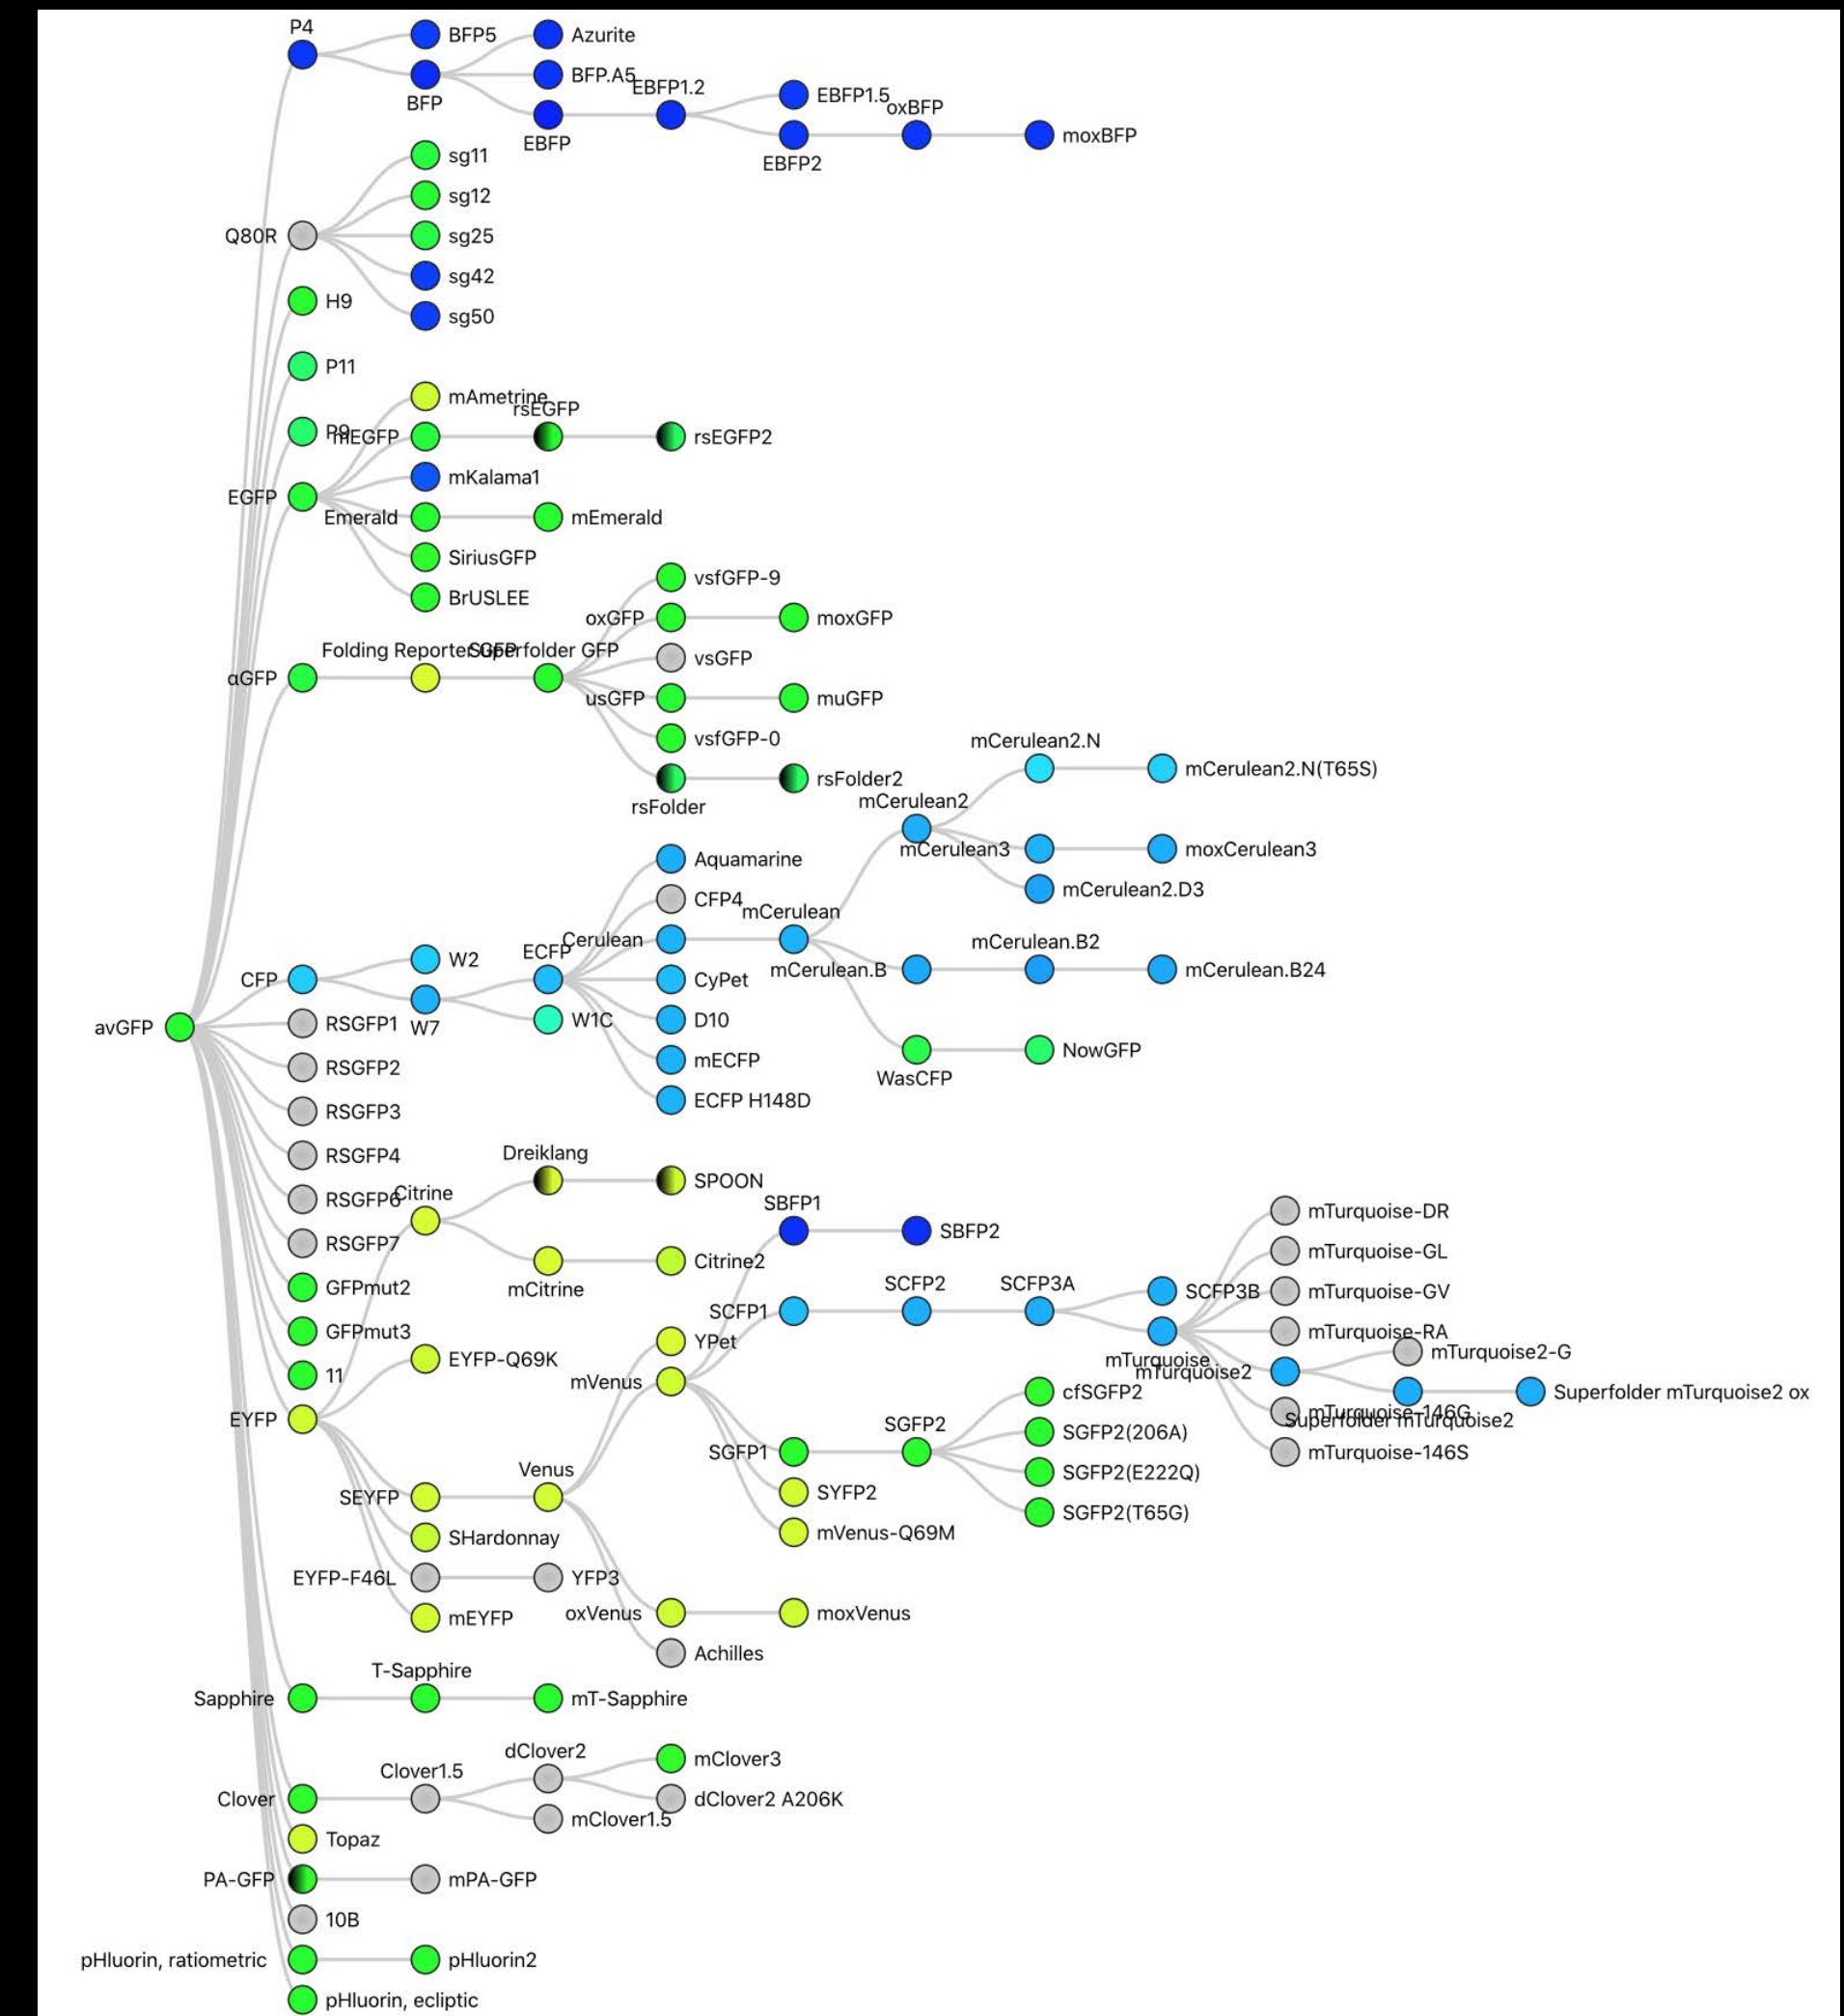 P4
BFP5
Azurite
BFP
BFP.A5
EBFP1.2
EBFP
EBFP1.5
oxBFP
EBFP2
moxBFP
sg11
sg12
Q80R
sg25
sg42
H9
sg50
P11
mAmetrine
rsEGFP
P9
mEGFP
rsEGFP2
mKalama1
EGFP
Emerald
mEmerald
SiriusGFP
vsfGFP-9
BrUSLEE
oxGFP
moxGFP
Folding Reporter GFP
Superfolder GFP
vsGFP
αGFP
usGFP
muGFP
vsfGFP-0
mCerulean2.N
mCerulean2.N(T65S)
rsFolder
rsFolder2
mCerulean2
mCerulean3
moxCerulean3
Aquamarine
mCerulean2.D3
CFP4
mCerulean
Cerulean
mCerulean.B2
ECFP
W2
mCerulean.B
mCerulean.B24
CFP
CyPet
W7
W1C
D10
avGFP
RSGFP1
mECFP
NowGFP
WasCFP
RSGFP2
ECFP H148D
RSGFP3
RSGFP4
Dreiklang
SPOON
RSGFP6
Citrine
SBFP1
SBFP2
mTurquoise-DR
RSGFP7
mCitrine
Citrine2
mTurquoise-GL
GFPmut2
SCFP1
SCFP2
SCFP3A
SCFP3B
mTurquoise-GV
GFPmut3
YPet
mTurquoise-RA
mTurquoise
mTurquoise2-G
11
EYFP-Q69K
mVenus
mTurquoise2
cfSGFP2
Superfolder mTurquoise2 ox
EYFP
SGFP2
SGFP2(206A)
mTurquoise-146G
Superfolder mTurquoise2
SGFP1
mTurquoise-146S
Venus
SGFP2(E222Q)
SEYFP
SYFP2
SGFP2(T65G)
SHardonnay
mVenus-Q69M
EYFP-F46L
YFP3
mEYFP
oxVenus
moxVenus
Achilles
T-Sapphire
Sapphire
mT-Sapphire
dClover2
mClover3
Clover1.5
Clover
dClover2 A206K
mClover1.5
Topaz
PA-GFP
mPA-GFP
10B
pHluorin, ratiometric
pHluorin2
pHluorin, ecliptic